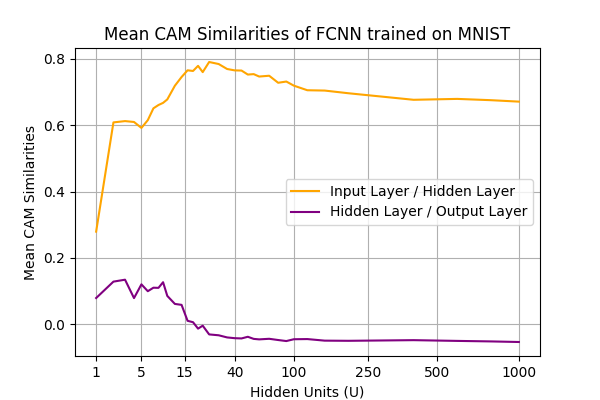 Mean CAM Similarities of FCNN trained on MNIST
0.8
0.6
0.4
0.2
0.0
Mean CAM Similarities
Input Layer / Hidden Layer
Hidden Layer / Output Layer
1 5 15 40 100 250 500 1000
Hidden Units (U)